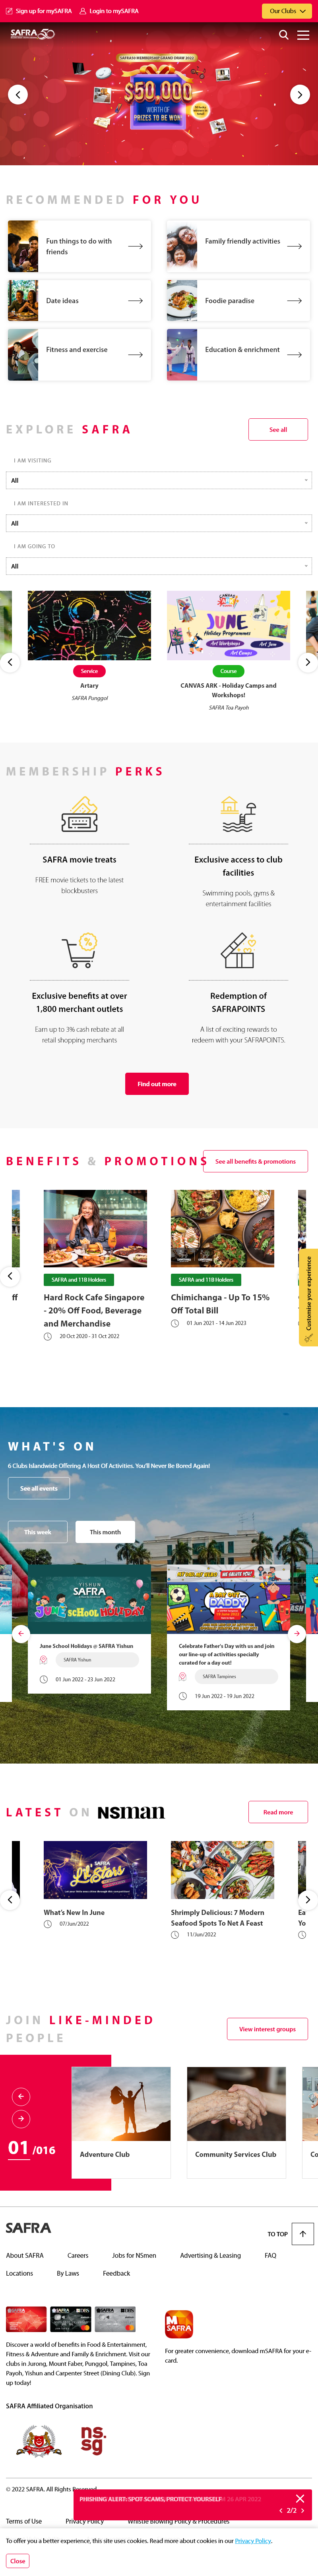 Sign up for mySAFRA
Login to mySAFRA
Our Clubs
SAFRA 50
MEMBERSHIP GRAND DRAW 2022
$50,000
WORTH OF
PRIZES TO BE WON!
RECOMMENDED FOR YOU
Fun things to do with
friends
Family friendly activities
Date ideas
Foodie paradise
Fitness and exercise
Education & enrichment
EXPLORE SAFRA
See all
I AM VISITING
All
I AM INTERESTED IN
All
I AM GOING TO
All
JUNE
Holiday Programmes
Art Workshops
Art Jam
Art Camps
Service
Artary
SAFRA Punggol
Course
CANVAS ARK - Holiday Camps and
Workshops!
SAFRA Toa Payoh
MEMBERSHIP PERKS
SAFRA movie treats
FREE movie tickets to the latest
blockbusters
Exclusive access to club
facilities
Swimming pools, gyms &
entertainment facilities
Exclusive benefits at over
1,800 merchant outlets
Earn up to 3% cash rebate at all
retail shopping merchants
Redemption of
SAFRAPOINTS
A list of exciting rewards to
redeem with your SAFRAPOINTS.
Find out more
BENEFITS & PROMOTIONS
See all benefits & promotions
SAFRA and 118 Holders
Hard Rock Cafe Singapore
- 20% Off Food, Beverage
and Merchandise
20 Oct 2020 - 31 Oct 2022
SAFRA and 118 Holders
Chimichanga - Up To 15%
Off Total Bill
01 Jun 2021 - 14 Jun 2023
Customise your experience
WHAT'S ON
6 Clubs Islandwide Offering A Host Of Activities, You'll Never Be Bored Again!
See all events
This week
This month
YISHUN
SAFRA
JUNE SCHOOL HOLIDAY
June School Holidays @ SAFRA Yishun
SAFRA Yishun
01 Jun 2022 - 23 Jun 2022
A DAY OUT WITH
DADDY
Celebrate Father's Day with us and join
our line-up of activities specially
curated for a day out!
SAFRA Tampines
19 Jun 2022 - 19 Jun 2022
LATEST ON nsman
Read more
What's New In June
07/Jun/2022
Shrimply Delicious: 7 Modern
Seafood Spots To Net A Feast
11/Jun/2022
JOIN LIKE-MINDED
PEOPLE
View interest groups
01 /016
Adventure Club
Community Services Club
SAFRA
TO TOP
About SAFRA
Careers
Jobs for NSmen
Advertising & Leasing
FAQ
Locations
By Laws
Feedback
Discover a world of benefits in Food & Entertainment,
Fitness & Adventure and Family & Enrichment. Visit our
clubs in Jurong, Mount Faber, Punggol, Tampines, Toa
Payoh, Yishun and Carpenter Street (Dining Club). Sign
up today!
mSAFRA
For greater convenience, download mSAFRA for your e-
card.
SAFRA Affiliated Organisation
ns
sg
© 2022 SAFRA. All Rights Reserved
PHISHING ALERT: SPOT SCAMS, PROTECT YOURSELF
2/2
Terms of Use
Privacy Policy
Whistle Blowing Policy & Procedures
To offer you a better experience, this site uses cookies. Read more about cookies in our Privacy Policy.
Close